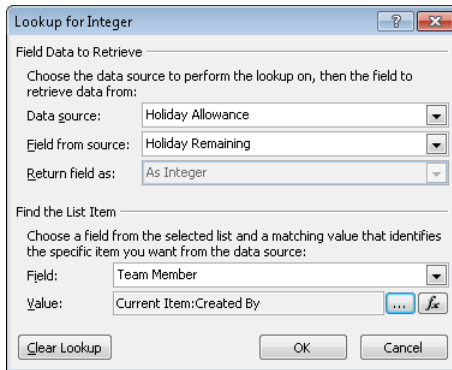 Lookup for Integer
Field Data to Retrieve
Choose the data source to perform the lookup on, then the field to
retrieve data from:
Data source: Holiday Allowance
Field from source: Holiday Remaining
Return field as: As Integer
Find the List Item
Choose a field from the selected list and a matching value that identifies
the specific item you want from the data source:
Field: Team Member
Value: Current Item:Created By ... fx
Clear Lookup OK Cancel